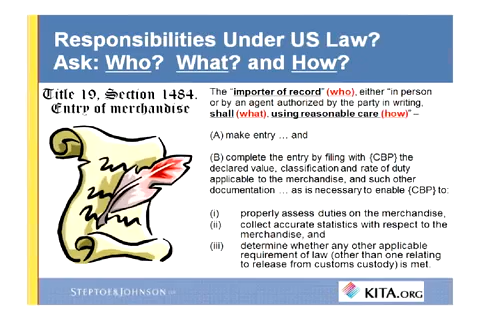 Responsibilities Under US Law?
Ask: Who? What? and How?
Title 19, Section 1484.
Entry of merchandise
The “importer of record” (who), either “in person
or by an agent authorized by the party in writing,
shall (what), using reasonable care (how)” –
(A) make entry … and
(B) complete the entry by filing with {CBP} the
declared value, classification and rate of duty
applicable to the merchandise, and such other
documentation … as is necessary to enable {CBP} to:
(i) properly assess duties on the merchandise,
(ii) collect accurate statistics with respect to the
merchandise, and
(iii) determine whether any other applicable
requirement of law (other than one relating
to release from customs custody) is met.
STEPTOE&JOHNSON
KITA.ORG